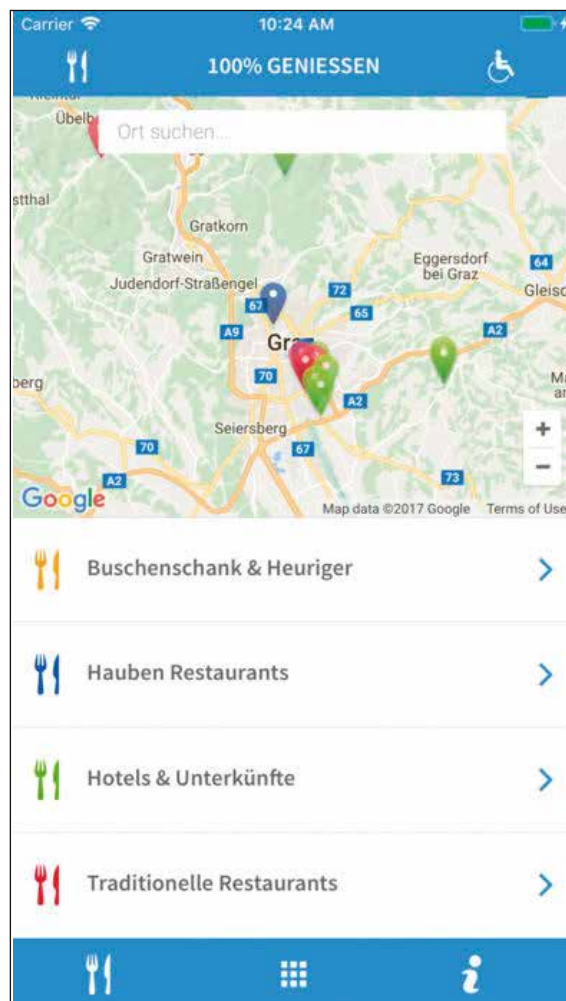 Carrier 10:24 AM
100% GENIESSEN
Übelb
Ort suchen...
stthal
Gratkorn
Gratwein
Eggersdorf
bei Graz
64
Judendorf-Straßengel
72
Gleisd
67
65
A9
A2
Gra
70
berg
A2
Seiersberg
+
70
67
−
A2
73
Google
Map data ©2017 Google Terms of Use
Buschenschank & Heuriger
Hauben Restaurants
Hotels & Unterkünfte
Traditionelle Restaurants